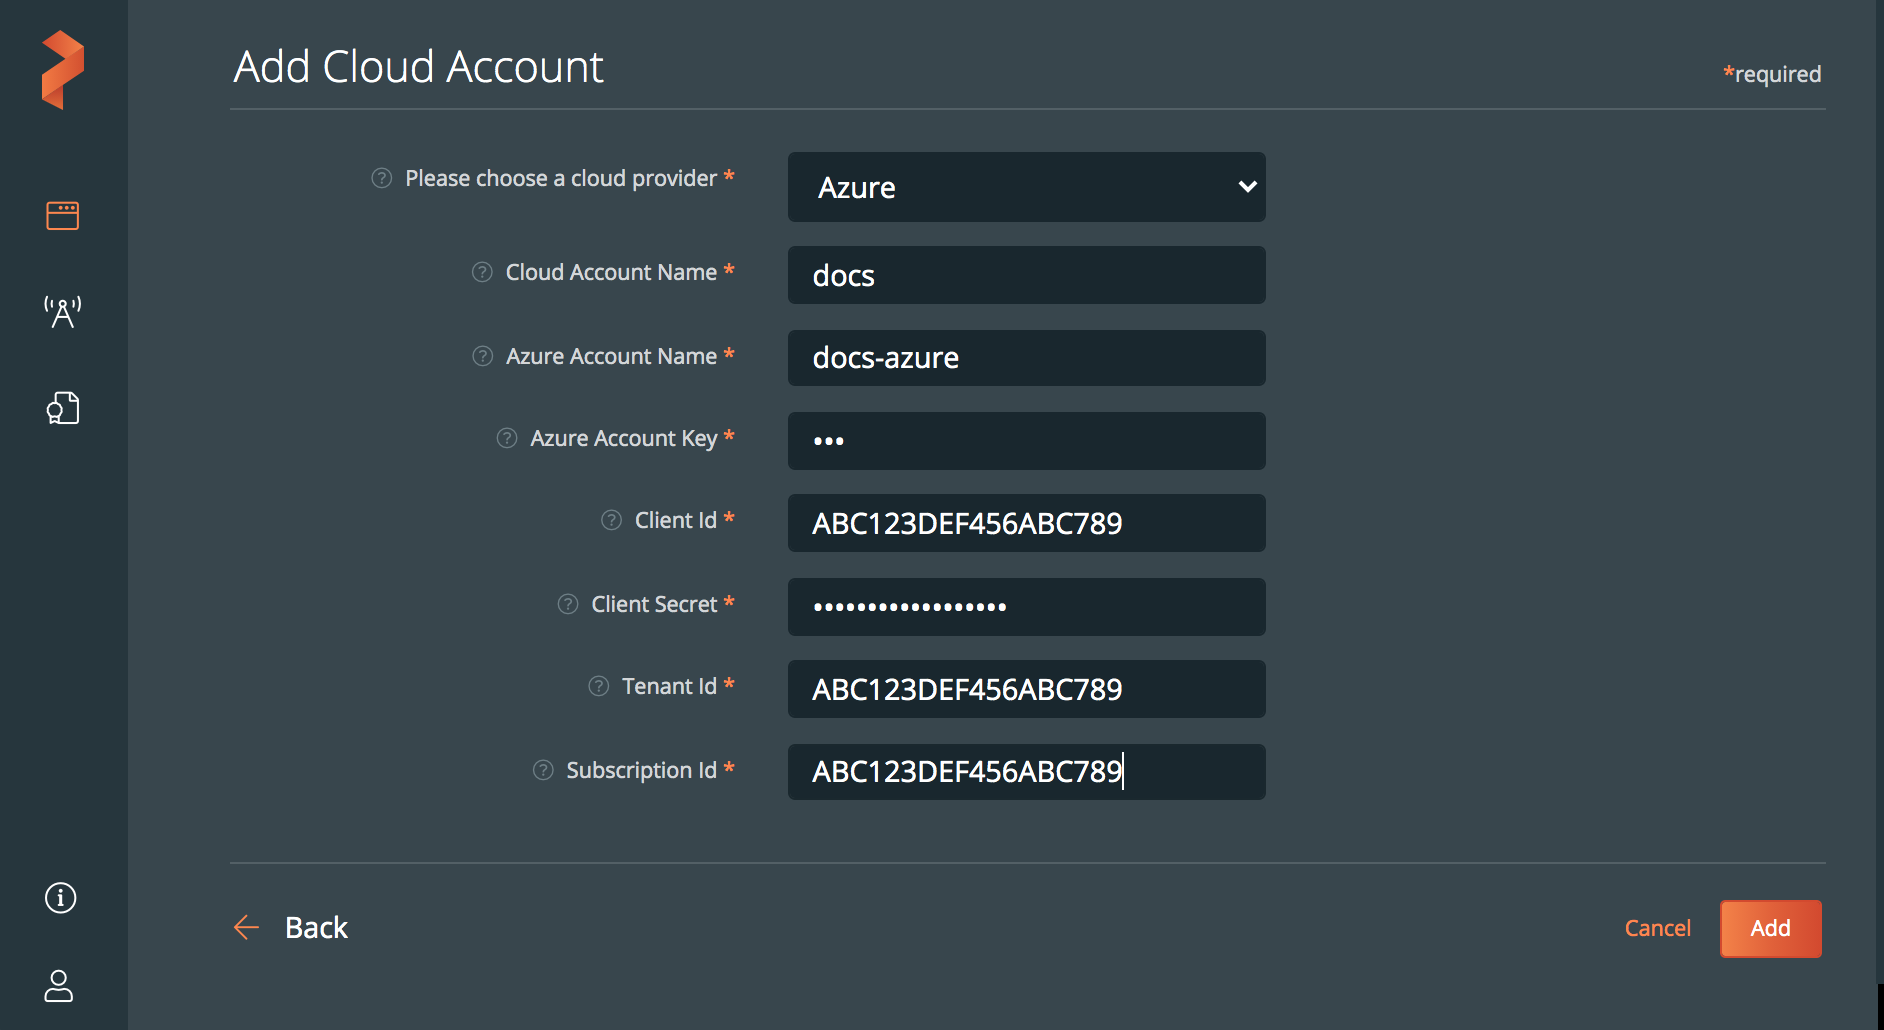 Add Cloud Account
*required
Please choose a cloud provider *
Azure
Cloud Account Name *
docs
Azure Account Name *
docs-azure
Azure Account Key *
•••
Client Id *
ABC123DEF456ABC789
Client Secret *
••••••••••••••••••
Tenant Id *
ABC123DEF456ABC789
Subscription Id *
ABC123DEF456ABC789
Back
Cancel
Add